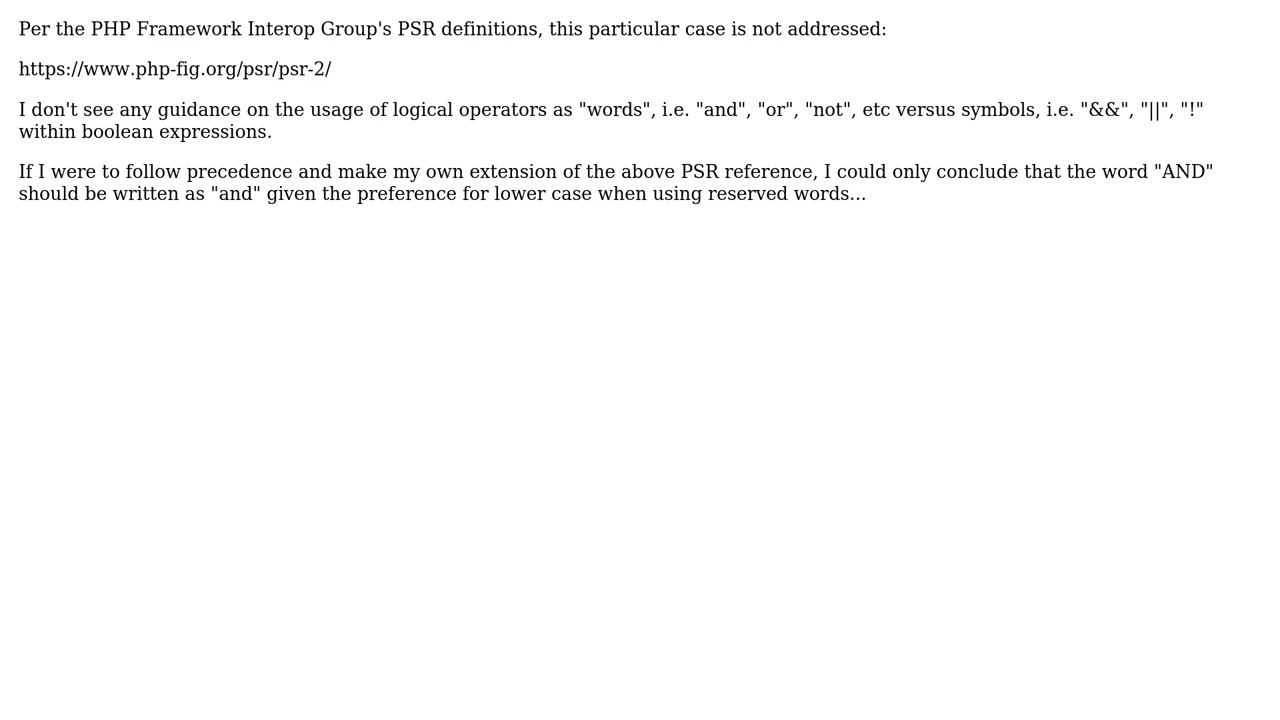 Per the PHP Framework Interop Group's PSR definitions, this particular case is not addressed:
https://www.php-fig.org/psr/psr-2/
I don't see any guidance on the usage of logical operators as "words", i.e. "and", "or", "not", etc versus symbols, i.e. "&&", "||", "!"
within boolean expressions.
If I were to follow precedence and make my own extension of the above PSR reference, I could only conclude that the word "AND"
should be written as "and" given the preference for lower case when using reserved words...